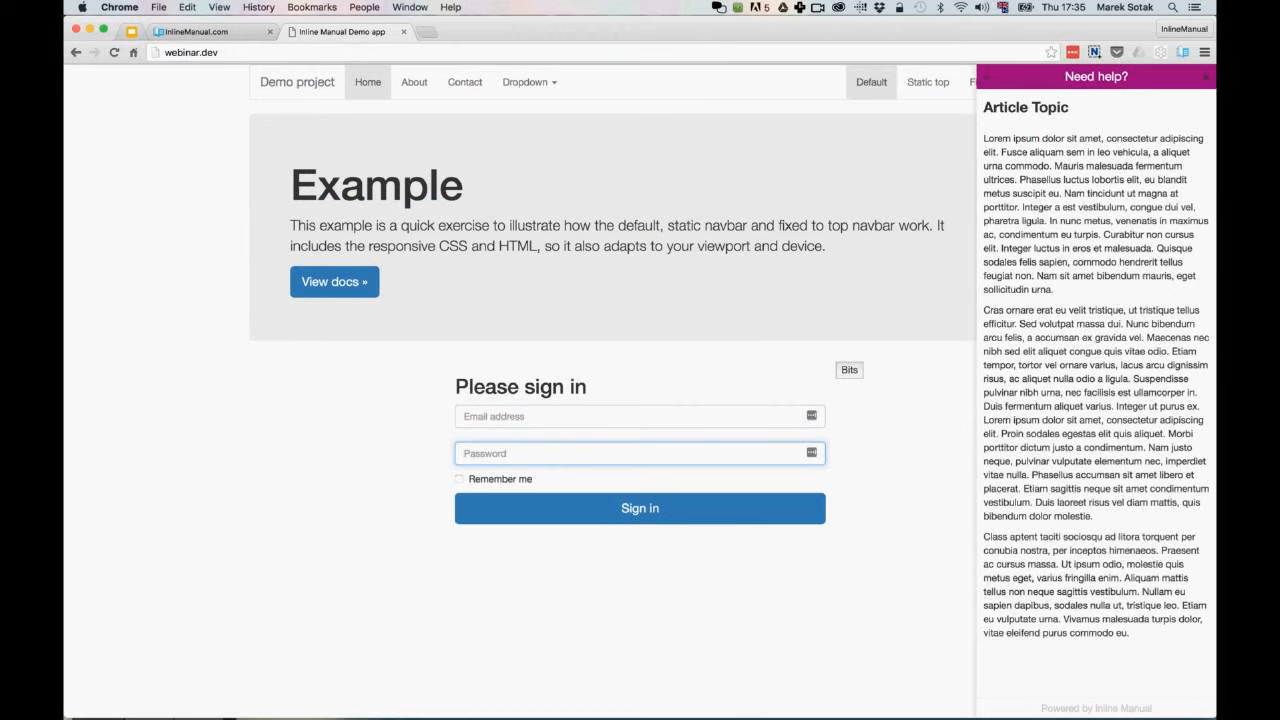 Chrome File Edit View History Bookmarks People Window Help 5 Thu 17:35 Marek Sotak
InlineManual.com Inline Manual Demo app InlineManual
webinar.dev
Demo project Home About Contact Dropdown Default Static top F
Need help?
Example
This example is a quick exercise to illustrate how the default, static navbar and fixed to top navbar work. It
includes the responsive CSS and HTML, so it also adapts to your viewport and device.
View docs »
Bits
Please sign in
Email address
Password
Remember me
Sign in
Article Topic
Lorem ipsum dolor sit amet, consectetur adipiscing
elit. Fusce aliquam sem in leo vehicula, a aliquet
urna commodo. Mauris malesuada fermentum
ultrices. Phasellus luctus lobortis elit, eu blandit
metus suscipit eu. Nam tincidunt ut magna at
porttitor. Integer a est vestibulum, congue dui vel,
pharetra ligula. In nunc metus, venenatis in maximus
ac, condimentum eu turpis. Curabitur non cursus
elit. Integer luctus in eros et malesuada. Quisque
sodales felis sapien, commodo hendrerit tellus
feugiat non. Nam sit amet bibendum mauris, eget
sollicitudin urna.
Cras ornare erat eu velit tristique, ut tristique tellus
efficitur. Sed volutpat massa dui. Nunc bibendum
arcu felis, a accumsan ex gravida vel. Maecenas nec
nibh sed elit aliquet congue quis vitae odio. Etiam
tempor, tortor vel ornare varius, lacus arcu dignissim
risus, ac aliquet nulla odio a ligula. Suspendisse
pulvinar nibh urna, nec facilisis est ullamcorper in.
Duis fermentum aliquet varius. Integer ut purus ex.
Lorem ipsum dolor sit amet, consectetur adipiscing
elit. Proin sodales egestas elit quis aliquet. Morbi
porttitor dictum justo a condimentum. Nam justo
neque, pulvinar vulputate elementum nec, imperdiet
vitae nulla. Phasellus accumsan sit amet libero et
placerat. Etiam sagittis neque sit amet condimentum
vestibulum. Duis laoreet risus vel diam mattis, quis
bibendum dolor molestie.
Class aptent taciti sociosqu ad litora torquent per
conubia nostra, per inceptos himenaeos. Praesent
ac cursus massa. Ut ipsum odio, molestie quis
metus eget, varius fringilla enim. Aliquam mattis
tellus non neque sagittis vestibulum. Nullam eu
sapien dapibus, sodales nulla ut, tristique leo. Etiam
eu vulputate urna. Vivamus malesuada turpis dolor,
vitae eleifend purus commodo eu.
Powered by Inline Manual